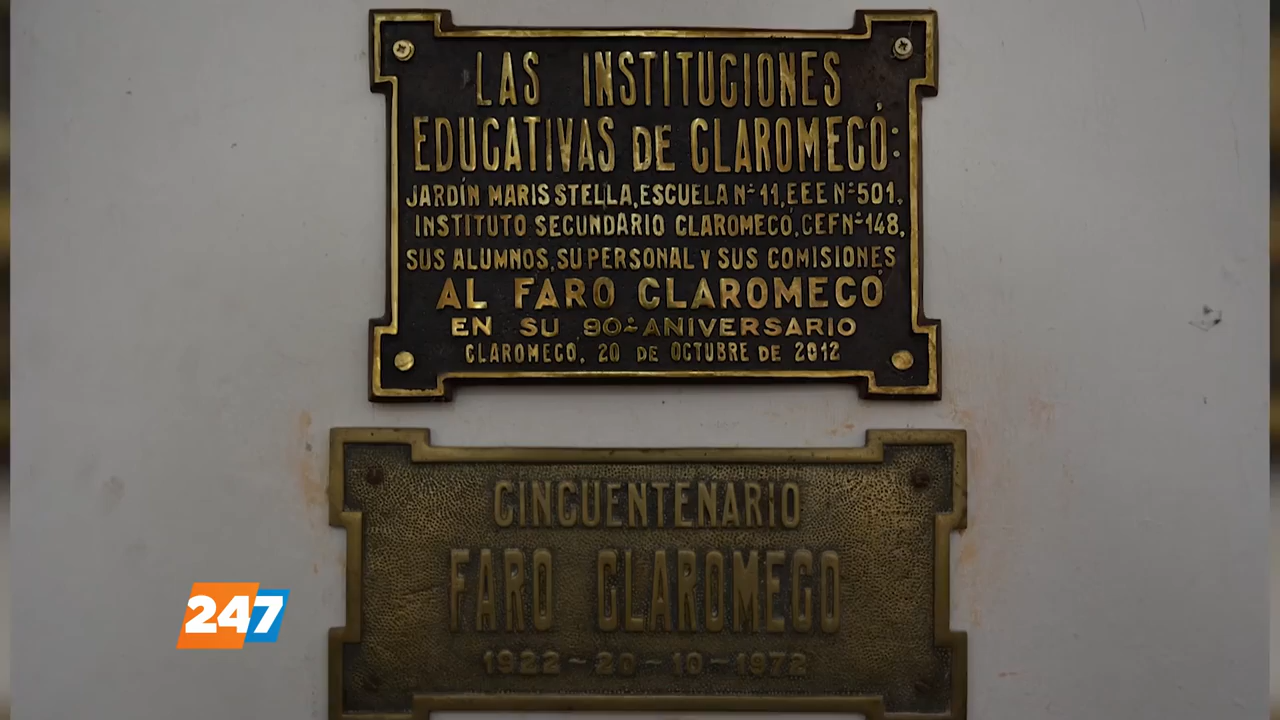 LAS INSTITUCIONES
EDUCATIVAS DE CLAROMECÓ:
JARDÍN MARIS STELLA, ESCUELA Nº 11, EEE Nº 501,
INSTITUTO SECUNDARIO CLAROMECÓ, CEF Nº 148,
SUS ALUMNOS, SU PERSONAL Y SUS COMISIONES
AL FARO CLAROMECÓ
EN SU 90º ANIVERSARIO
CLAROMECÓ, 20 DE OCTUBRE DE 2012
CINCUENTENARIO
FARO CLAROMECO
1922 - 20 - 10 - 1972
247